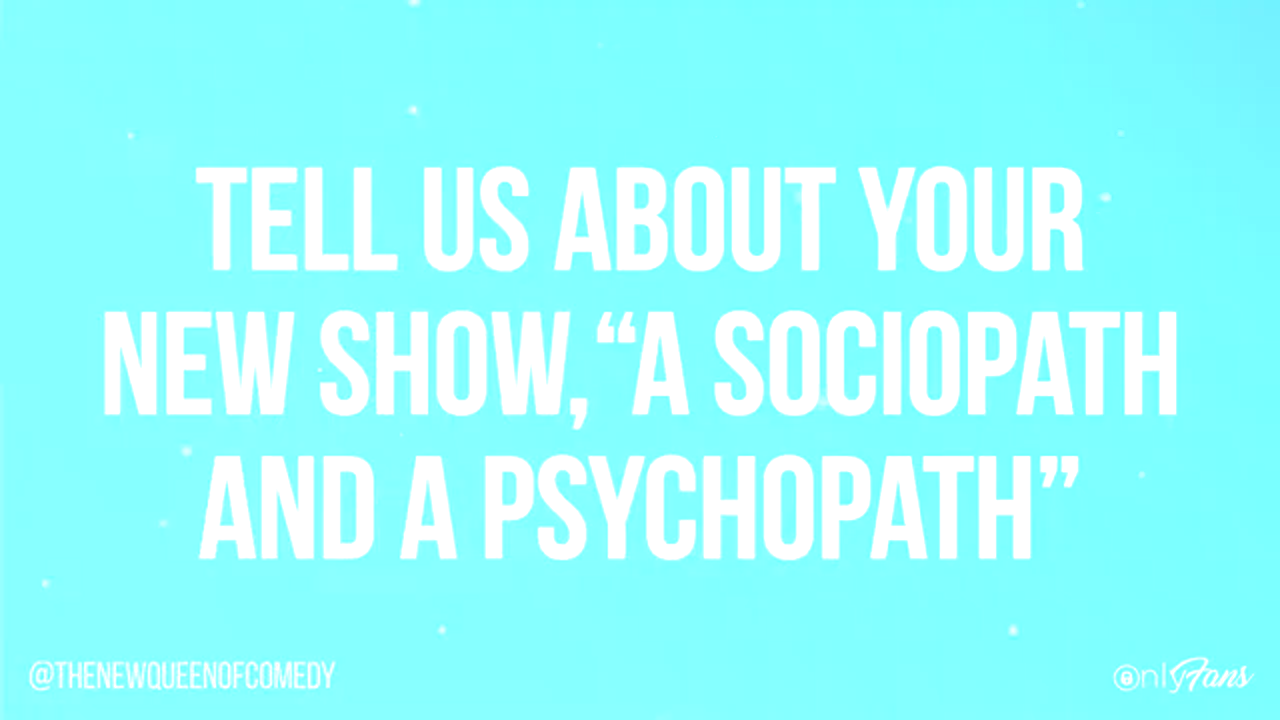 TELL US ABOUT YOUR
NEW SHOW, “A SOCIOPATH
AND A PSYCHOPATH”
@THENEWQUEENOFCOMEDY
OnlyFans